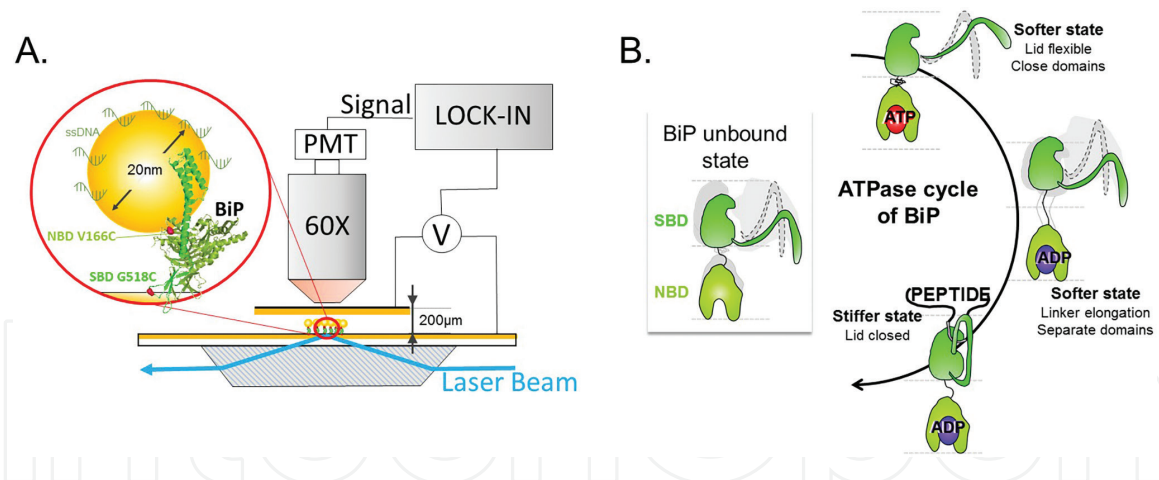 A.
ssDNA
20nm
BiP
NBD V166C
SBD G518C
Signal
LOCK-IN
PMT
60X
V
200µm
Laser Beam
B.
BiP unbound
state
SBD
NBD
ATPase cycle
of BiP
Softer state
Lid flexible
Close domains
ATP
ADP
Softer state
Linker elongation
Separate domains
PEPTIDE
Stiffer state
Lid closed
ADP